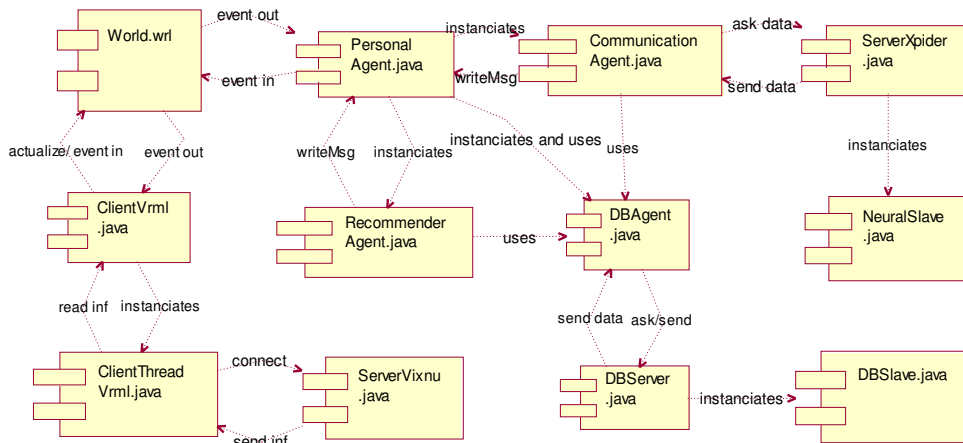 event out
World.wrl
Personal
Agent.java
instanciates
Communication
Agent.java
ask data
ServerXpider
.java
event in
writeMsg
send data
actualize/ event in
event out
writeMsg
instanciates
instanciates and uses
uses
instanciates
ClientVrml
.java
Recommender
Agent.java
uses
DBAgent
.java
NeuralSlave
.java
read inf
instanciates
send data
ask/send
ClientThread
Vrml.java
connect
ServerVixnu
.java
DBServer
.java
instanciates
DBSlave.java
send inf